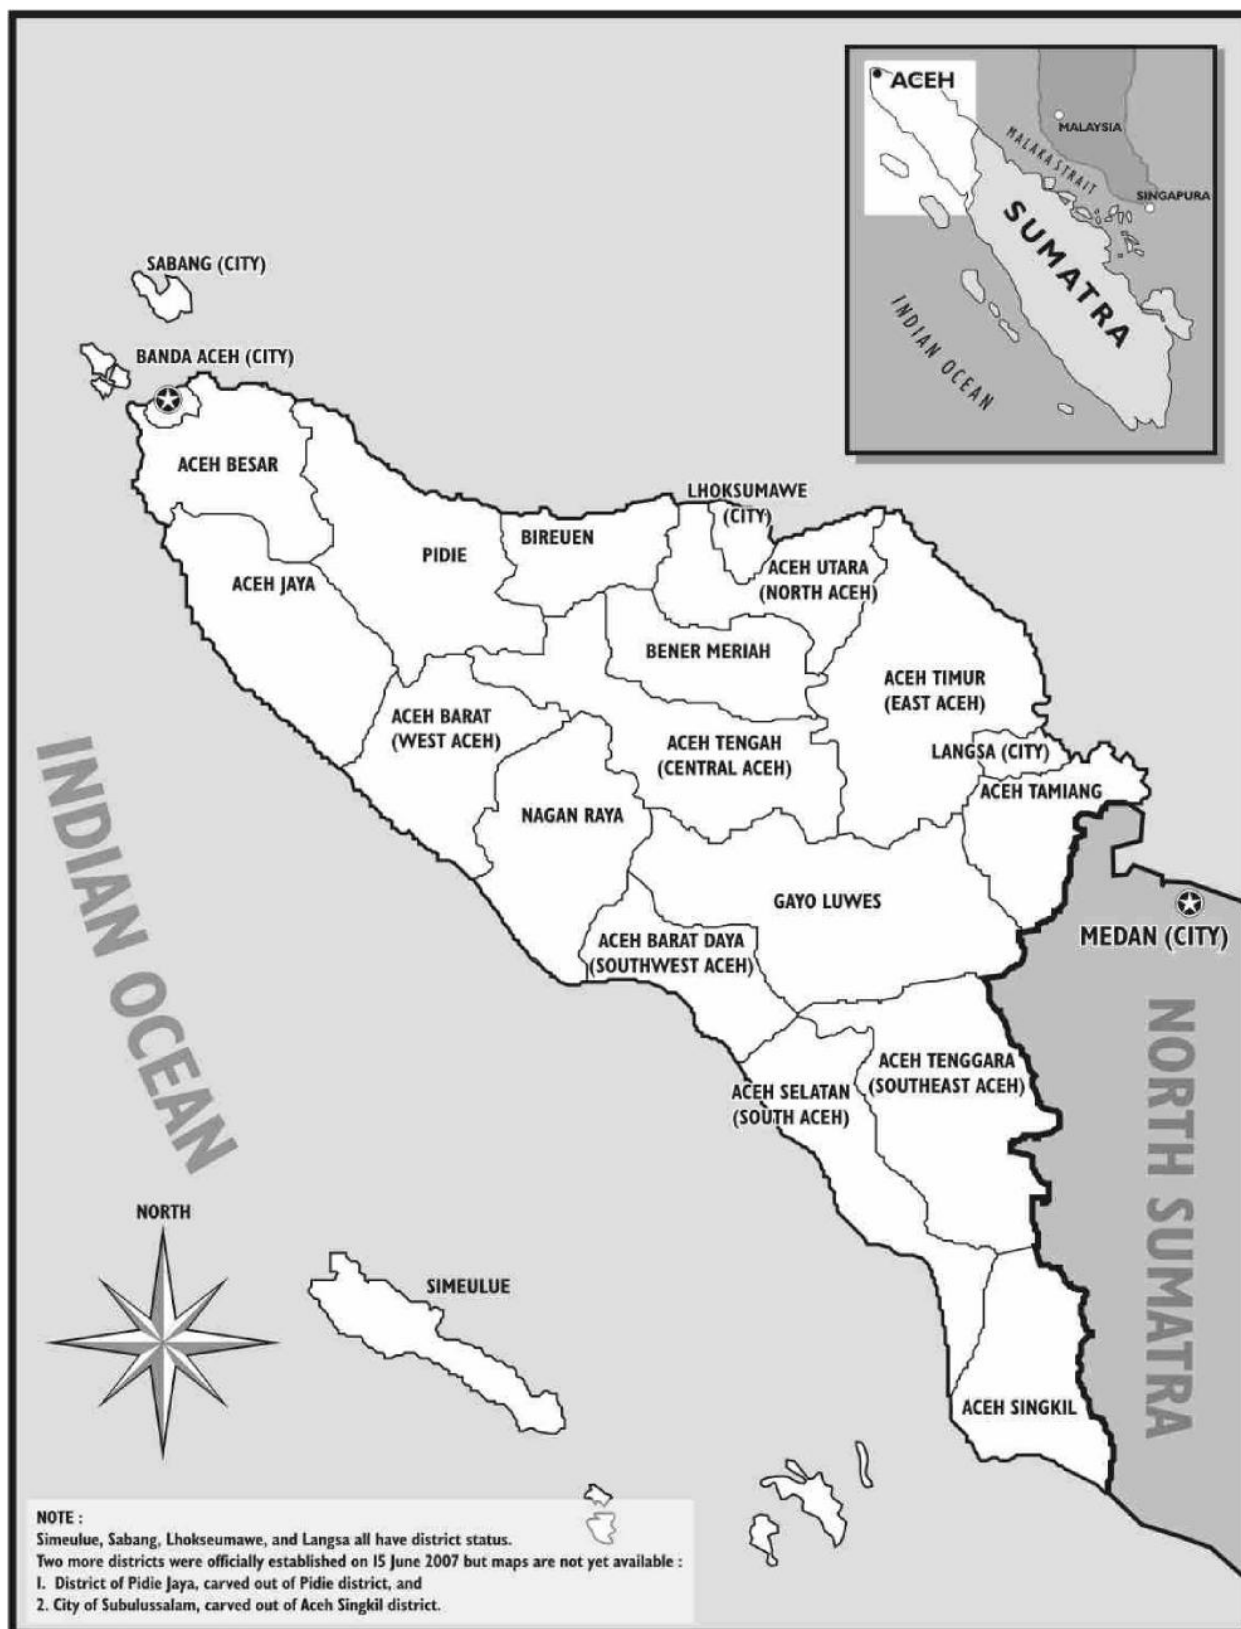 ACEH
MALAYSIA
MALAKA STRAIT
SINGAPURA
SUMATRA
INDIAN OCEAN
SABANG (CITY)
BANDA ACEH (CITY)
ACEH BESAR
LHOKSUMAWE
(CITY)
BIREUEN
PIDIE
ACEH UTARA
(NORTH ACEH)
ACEH JAYA
BENER MERIAH
ACEH TIMUR
(EAST ACEH)
ACEH BARAT
(WEST ACEH)
ACEH TENGAH
(CENTRAL ACEH)
LANGSA (CITY)
ACEH TAMIANG
NAGAN RAYA
GAYO LUWES
MEDAN (CITY)
ACEH BARAT DAYA
(SOUTHWEST ACEH)
INDIAN OCEAN
NORTH SUMATRA
ACEH TENGGARA
(SOUTHEAST ACEH)
ACEH SELATAN
(SOUTH ACEH)
NORTH
SIMEULUE
ACEH SINGKIL
NOTE :
Simeulue, Sabang, Lhokseumawe, and Langsa all have district status.
Two more districts were officially established on 15 June 2007 but maps are not yet available :
1. District of Pidie Jaya, carved out of Pidie district, and
2. City of Subulussalam, carved out of Aceh Singkil district.